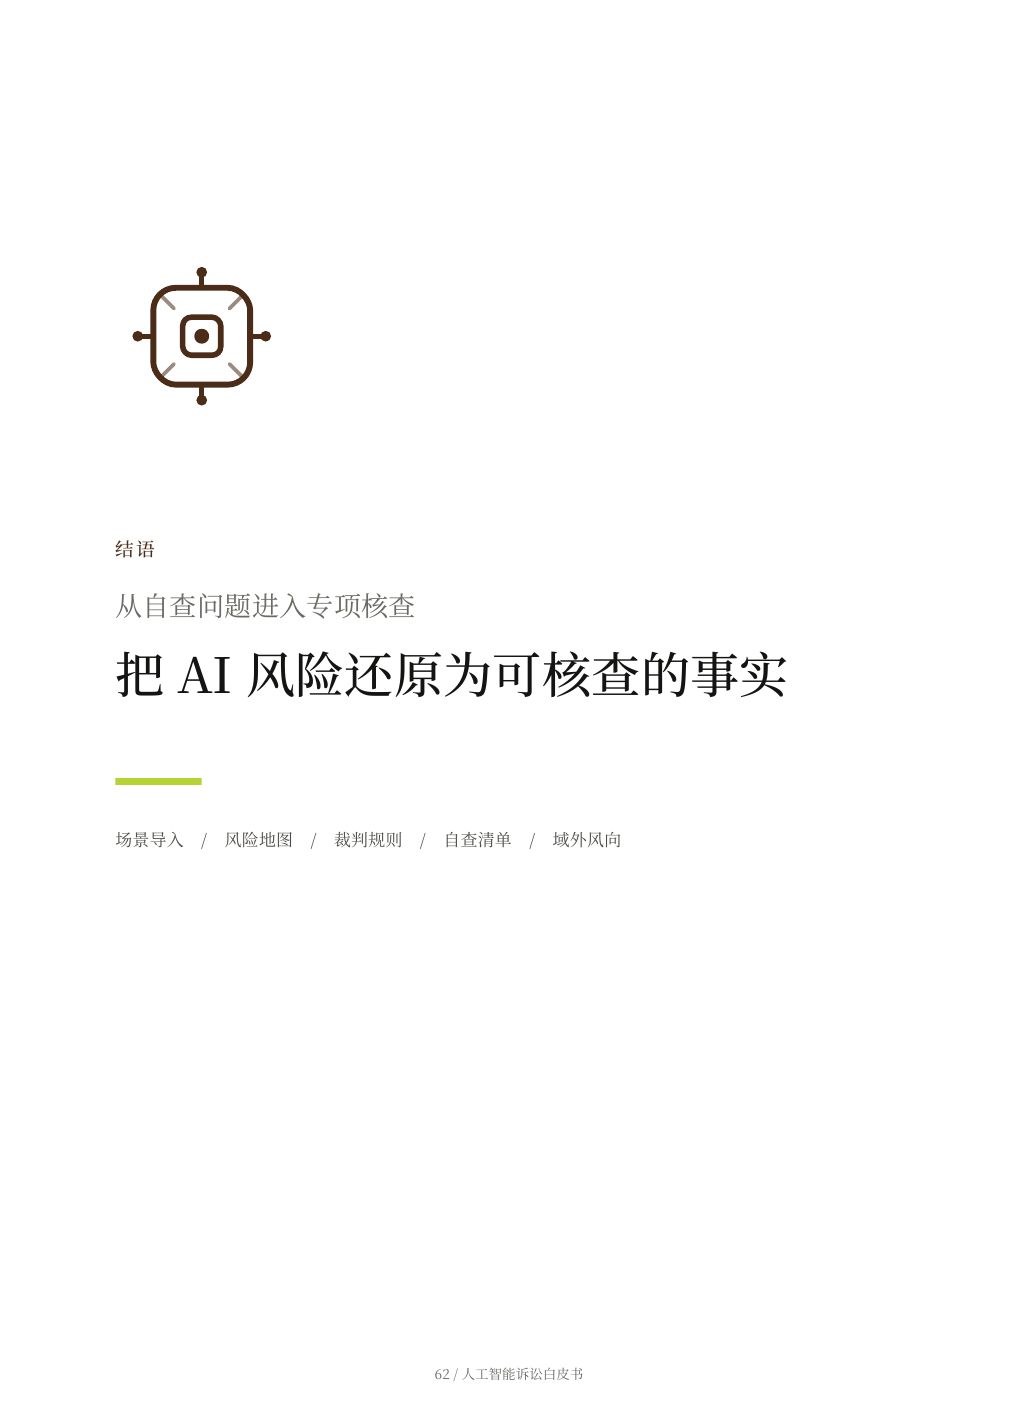 结语
从自查问题进入专项核查
把 AI 风险还原为可核查的事实
场景导入 / 风险地图 / 裁判规则 / 自查清单 / 域外风向
62 / 人工智能诉讼白皮书